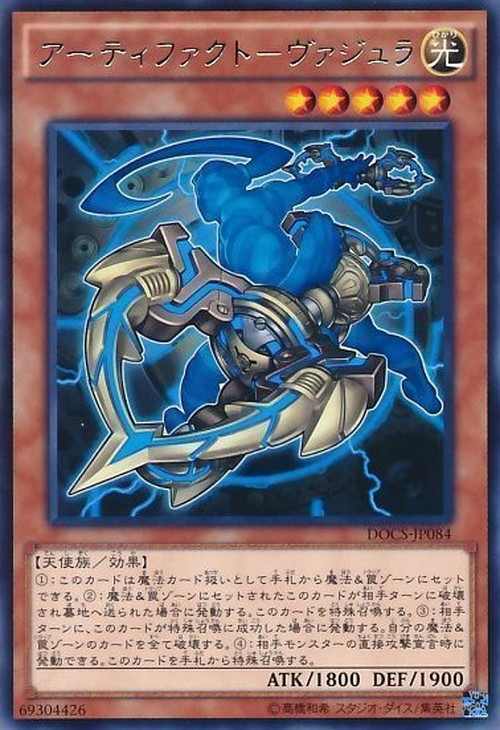 アーティファクト－ヴァジュラ
光
DOCS-JP084
【天使族／効果】
①：このカードは魔法カード扱いとして手札から魔法&罠ゾーンにセット
できる。②：魔法&罠ゾーンにセットされたこのカードが相手ターンに破壊
され墓地へ送られた場合に発動する。このカードを特殊召喚する。③：相手
ターンに、このカードが特殊召喚に成功した場合に発動する。自分の魔法&
罠ゾーンのカードを全て破壊する。④：相手モンスターの直接攻撃宣言時に
発動できる。このカードを手札から特殊召喚する。
ATK/1800 DEF/1900
69304426
©高橋和希 スタジオ・ダイス/集英社